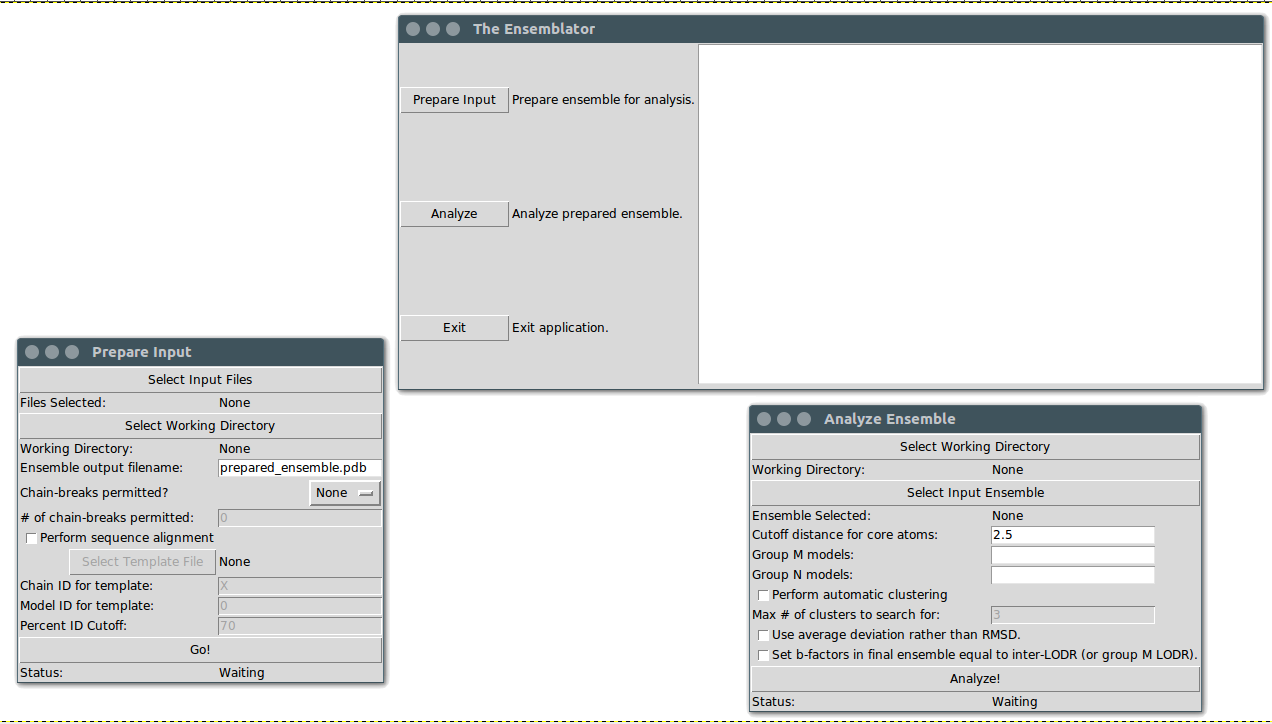 The Ensemblator
Prepare Input Prepare ensemble for analysis.
Analyze Analyze prepared ensemble.
Exit Exit application.
Prepare Input
Select Input Files
Files Selected: None
Select Working Directory
Working Directory: None
Ensemble output filename: prepared_ensemble.pdb
Chain-breaks permitted? None
# of chain-breaks permitted: 0
Perform sequence alignment
Select Template File None
Chain ID for template: X
Model ID for template: 0
Percent ID Cutoff: 70
Go!
Status: Waiting
Analyze Ensemble
Select Working Directory
Working Directory: None
Select Input Ensemble
Ensemble Selected: None
Cutoff distance for core atoms: 2.5
Group M models:
Group N models:
Perform automatic clustering
Max # of clusters to search for: 3
Use average deviation rather than RMSD.
Set b-factors in final ensemble equal to inter-LODR (or group M LODR).
Analyze!
Status: Waiting